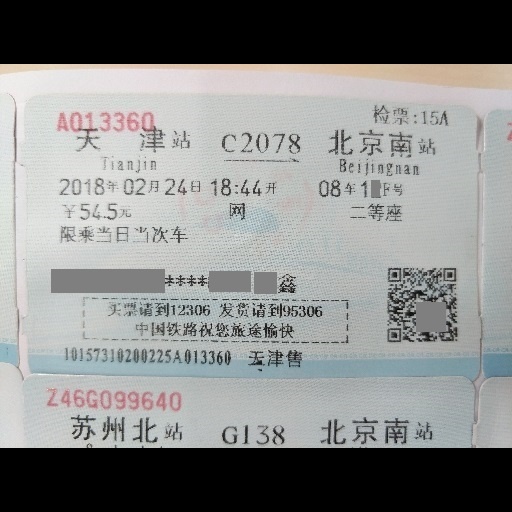 A013360 检票:15A
天 津站 C2078 北京南站
Tianjin Beijingnan
2018年02月24日 18:44开 08车1 F号
¥54.5元 网 二等座
限乘当日当次车
**** 鑫
买票请到12306 发货请到95306
中国铁路祝您旅途愉快
10157310200225A013360 天津售
Z46G099640
苏州北站 G138 北京南站